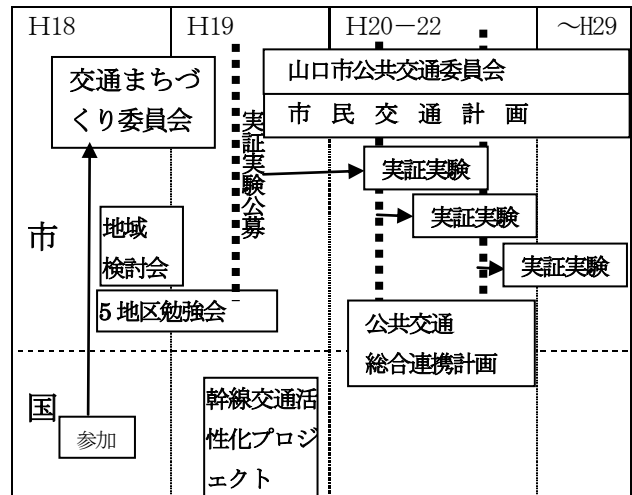 H18
H19
H20－22
～H29
交通まちづ
くり委員会
山口市公共交通委員会
市民交通計画
実証実験公募
実証実験
実証実験
実証実験
市
地域
検討会
5地区勉強会
公共交通
総合連携計画
国
参加
幹線交通活
性化プロジ
ェクト